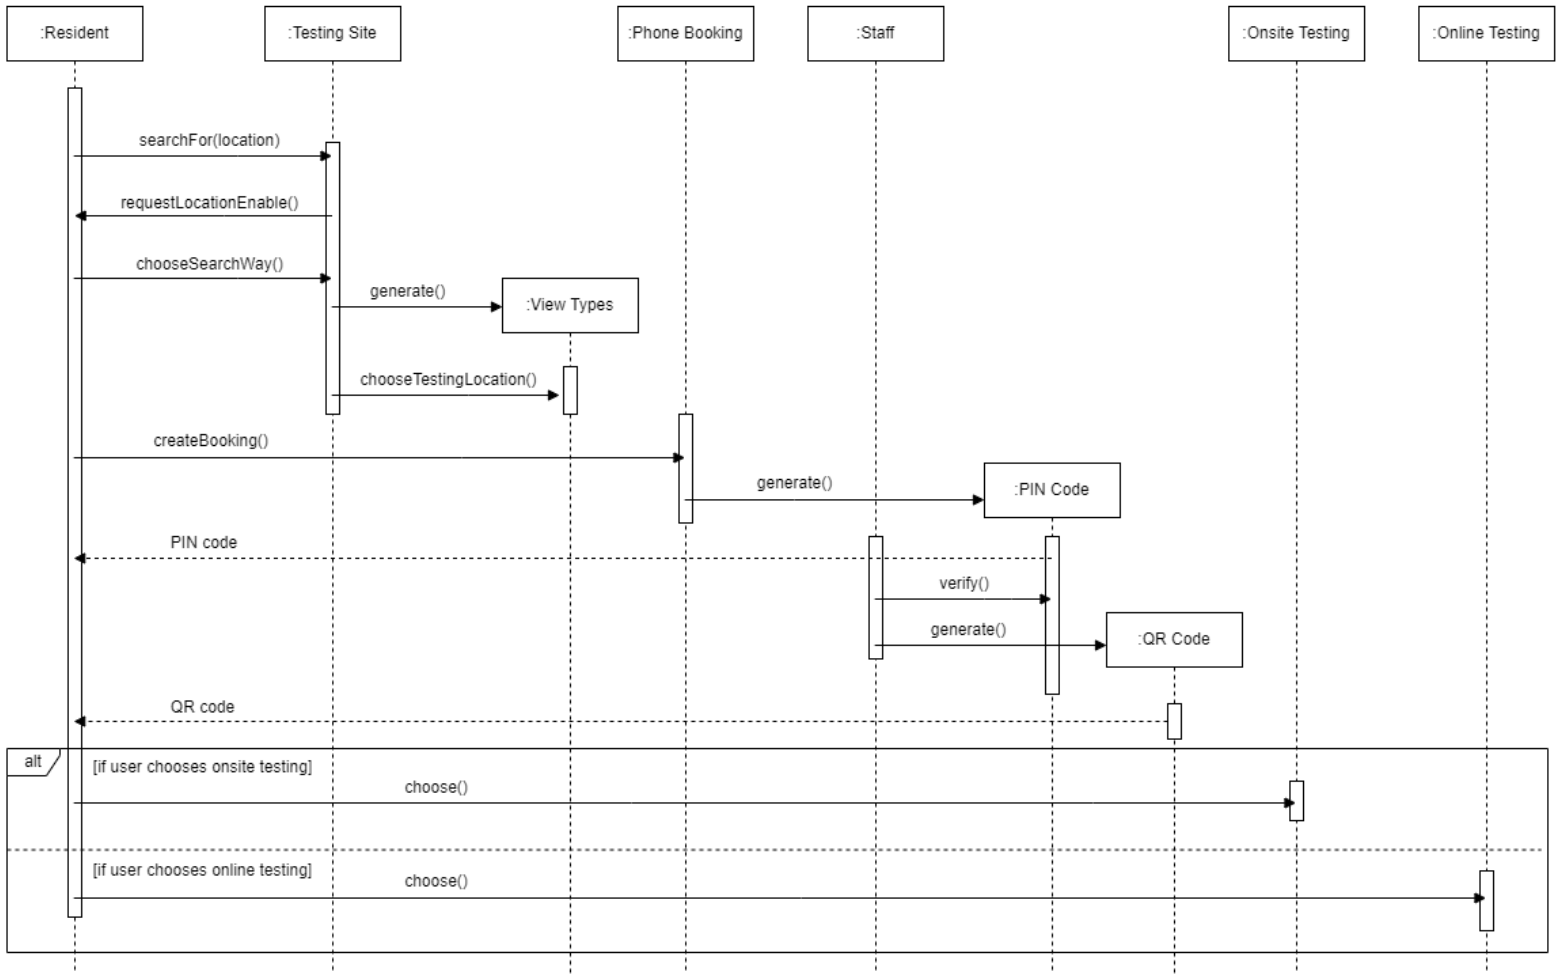 :Resident
:Testing Site
:Phone Booking
:Staff
:Onsite Testing
:Online Testing
searchFor(location)
requestLocationEnable()
chooseSearchWay()
generate()
:View Types
chooseTestingLocation()
createBooking()
generate()
:PIN Code
PIN code
verify()
generate()
:QR Code
QR code
alt
[if user chooses onsite testing]
choose()
[if user chooses online testing]
choose()